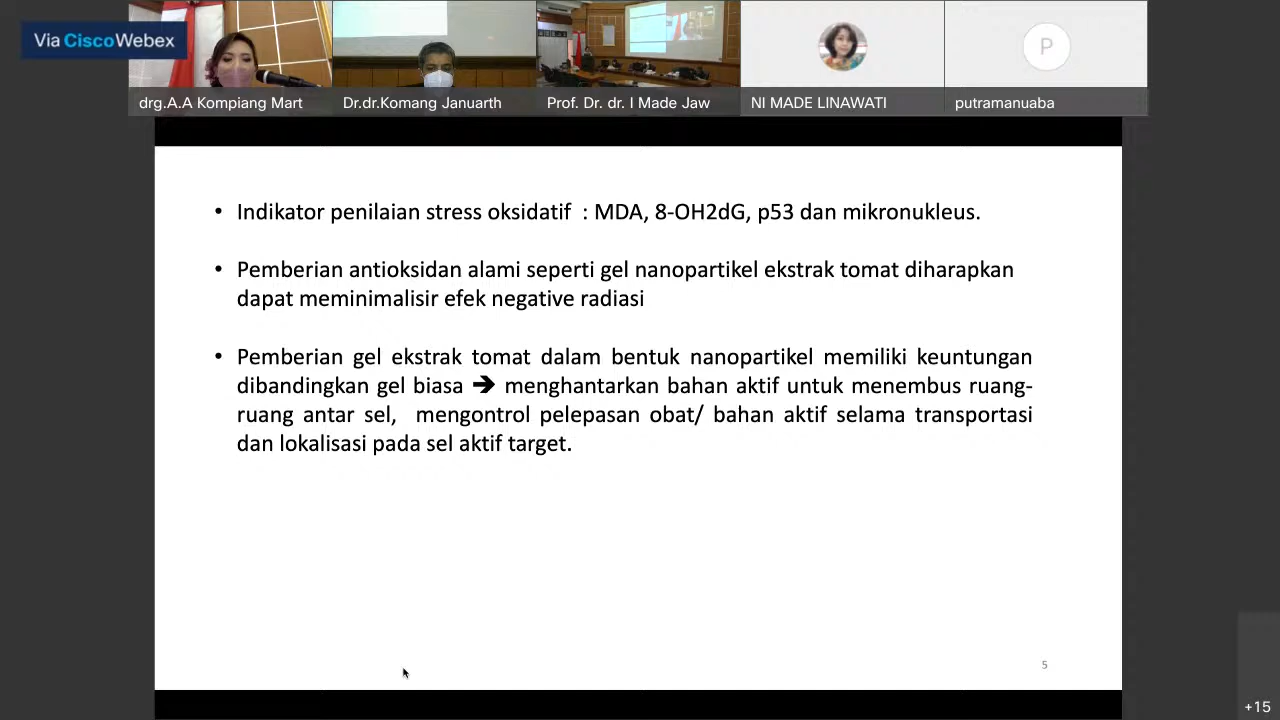 Via Cisco Webex
drg.A.A Kompiang Mart
Dr.dr.Komang Januarth
Prof. Dr. dr. I Made Jaw
NI MADE LINAWATI
P
putramanuaba
• Indikator penilaian stress oksidatif : MDA, 8-OH2dG, p53 dan mikronukleus.
• Pemberian antioksidan alami seperti gel nanopartikel ekstrak tomat diharapkan
dapat meminimalisir efek negative radiasi
• Pemberian gel ekstrak tomat dalam bentuk nanopartikel memiliki keuntungan
dibandingkan gel biasa ➔ menghantarkan bahan aktif untuk menembus ruang-
ruang antar sel, mengontrol pelepasan obat/ bahan aktif selama transportasi
dan lokalisasi pada sel aktif target.
5
+15